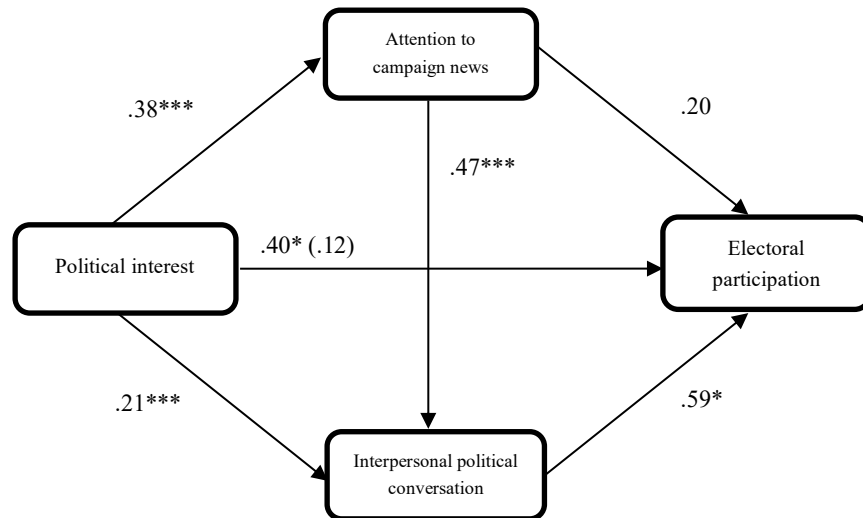 Attention to
campaign news
.38***
.20
.47***
Political interest
.40* (.12)
Electoral
participation
.21***
.59*
Interpersonal political
conversation